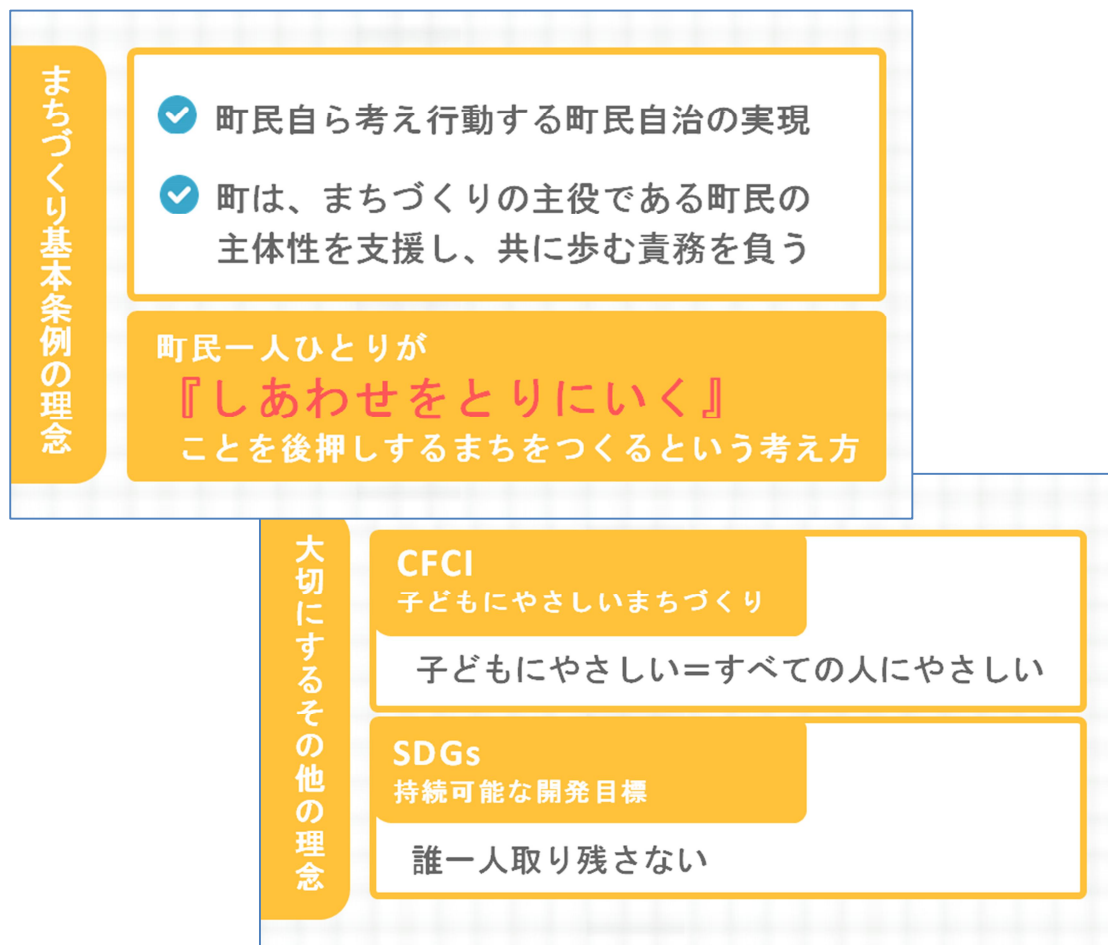 まちづくり基本条例の理念
町民自ら考え行動する町民自治の実現
町は、まちづくりの主役である町民の
主体性を支援し、共に歩む責務を負う
町民一人ひとりが
『しあわせをとりにいく』
ことを後押しするまちをつくるという考え方
大切にするその他の理念
CFCI
子どもにやさしいまちづくり
子どもにやさしい=すべての人にやさしい
SDGs
持続可能な開発目標
誰一人取り残さない